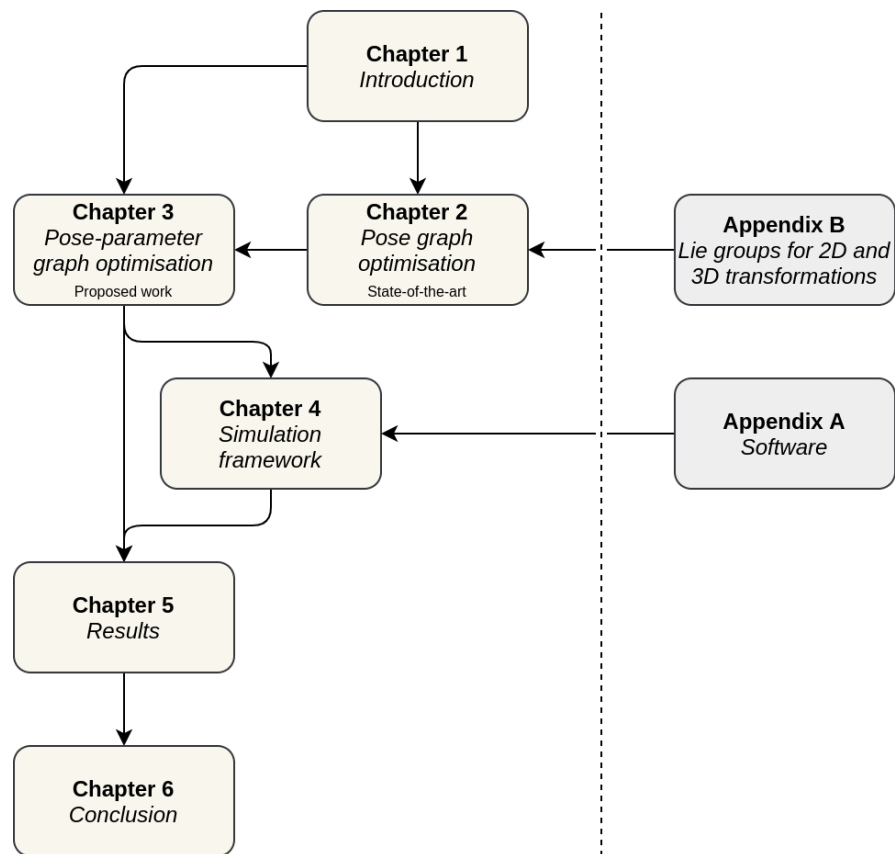 Chapter 1
Introduction
Chapter 3
Pose-parameter
graph optimisation
Proposed work
Chapter 2
Pose graph
optimisation
State-of-the-art
Appendix B
Lie groups for 2D and
3D transformations
Chapter 4
Simulation
framework
Appendix A
Software
Chapter 5
Results
Chapter 6
Conclusion